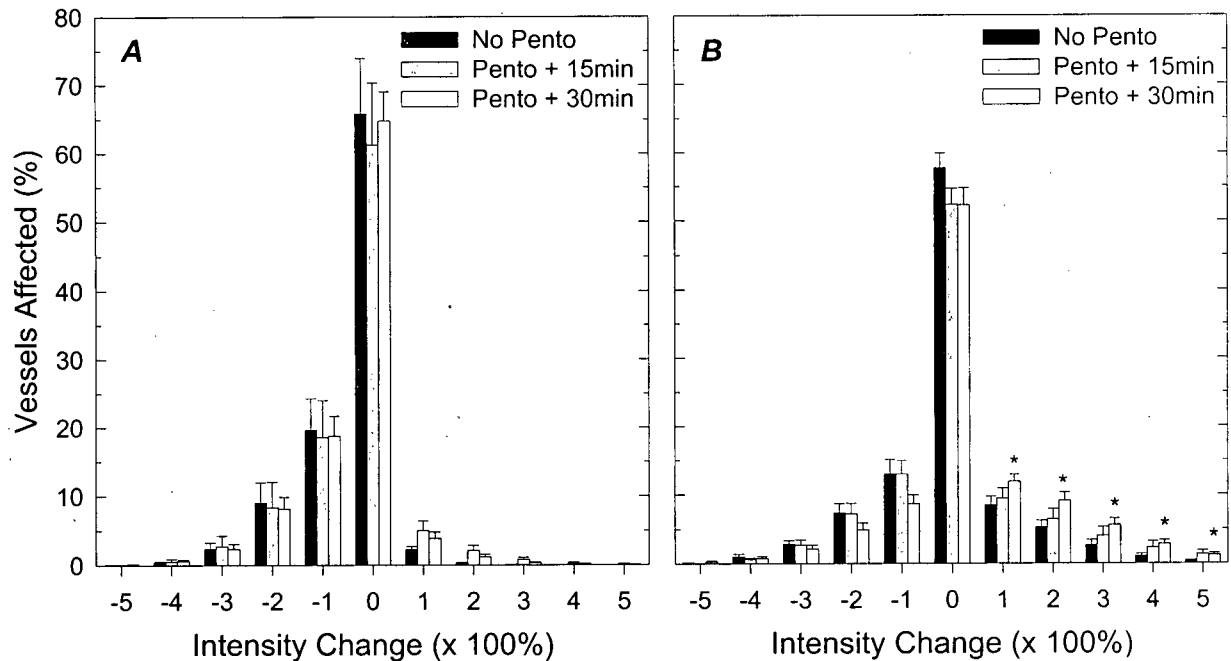 A
No Pento
Pento + 15min
Pento + 30min
B
No Pento
Pento + 15min
Pento + 30min
80
70
60
50
40
30
20
10
0
Vessels Affected (%)
* * * * *
-5 -4 -3 -2 -1 0 1 2 3 4 5
-5 -4 -3 -2 -1 0 1 2 3 4 5
Intensity Change (x 100%)
Intensity Change (x 100%)